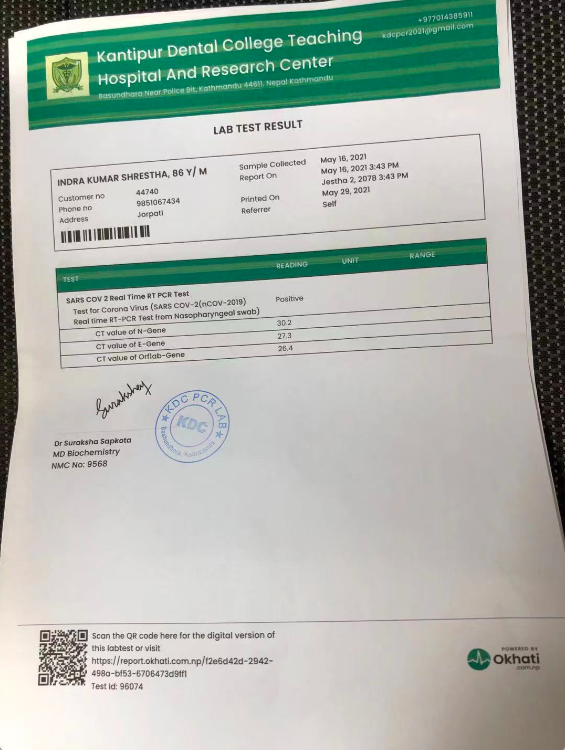 Kantipur Dental College Teaching
Hospital And Research Center
Basundhara Near Police Bit, Kathmandu 44611, Nepal Kathmandu
+977014385911
kdcpcr2021@gmail.com
LAB TEST RESULT
INDRA KUMAR SHRESTHA, 86 Y/ M
Customer no 44740
Phone no 9851067434
Address Jorpati
Sample Collected May 16, 2021
Report On May 16, 2021 3:43 PM
Jestha 2, 2078 3:43 PM
Printed On May 29, 2021
Referrer Self
TEST READING UNIT RANGE
SARS COV 2 Real Time RT PCR Test
Test for Corona Virus (SARS COV-2(nCOV-2019) Positive
Real time RT-PCR Test from Nasopharyngeal swab)
CT value of N-Gene 30.2
CT value of E-Gene 27.3
CT value of Orflab-Gene 26.4
KDC PCR LAB
KDC
Dr Suraksha Sapkota
MD Biochemistry
NMC No: 9568
Scan the QR code here for the digital version of
this labtest or visit
https://report.okhati.com.np/f2e6d42d-2942-
498a-bf53-6706473d9ff1
Test id: 96074
POWERED BY
Okhati
.com.np